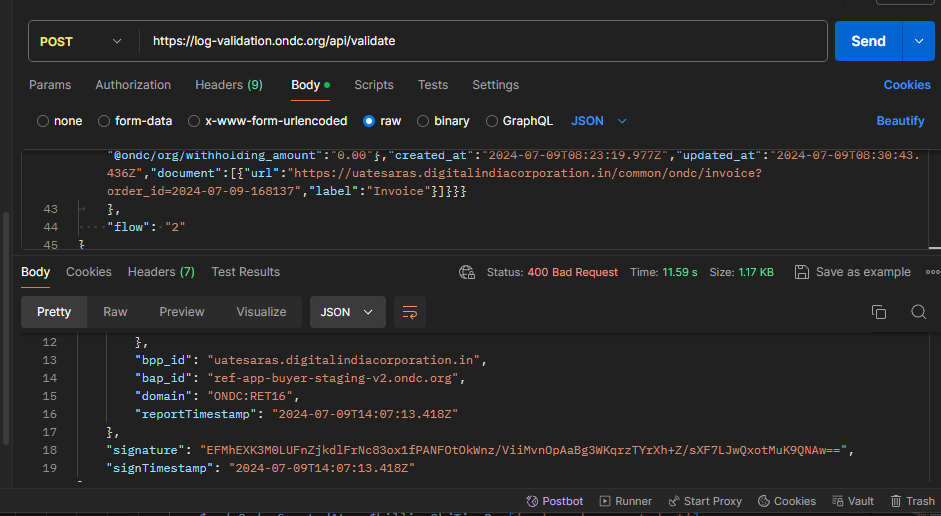 POST https://log-validation.ondc.org/api/validate Send
Params Authorization Headers (9) Body Scripts Tests Settings Cookies
none form-data x-www-form-urlencoded raw binary GraphQL JSON Beautify
"@ondc/org/withholding_amount":"0.00"},"created_at":"2024-07-09T08:23:19.977Z","updated_at":"2024-07-09T08:30:43.
436Z","document":[{"url":"https://uatesaras.digitalindiacorporation.in/common/ondc/invoice?
order_id=2024-07-09-168137","label":"Invoice"}]}}}
43 },
44 "flow": "2"
45 }
Body Cookies Headers (7) Test Results Status: 400 Bad Request Time: 11.59 s Size: 1.17 KB Save as example
Pretty Raw Preview Visualize JSON
12 },
13 "bpp_id": "uatesaras.digitalindiacorporation.in",
14 "bap_id": "ref-app-buyer-staging-v2.ondc.org",
15 "domain": "ONDC:RET16",
16 "reportTimestamp": "2024-07-09T14:07:13.418Z"
17 },
18 "signature": "EFMhEXK3M0LUFnZjkdlFrNc83ox1fPANFOtOkWnz/ViiMvnOpAaBg3WKqrzTYrXh+Z/sXF7LJwQxotMuK9QNAw==",
19 "signTimestamp": "2024-07-09T14:07:13.418Z"
Postbot Runner Start Proxy Cookies Vault Trash